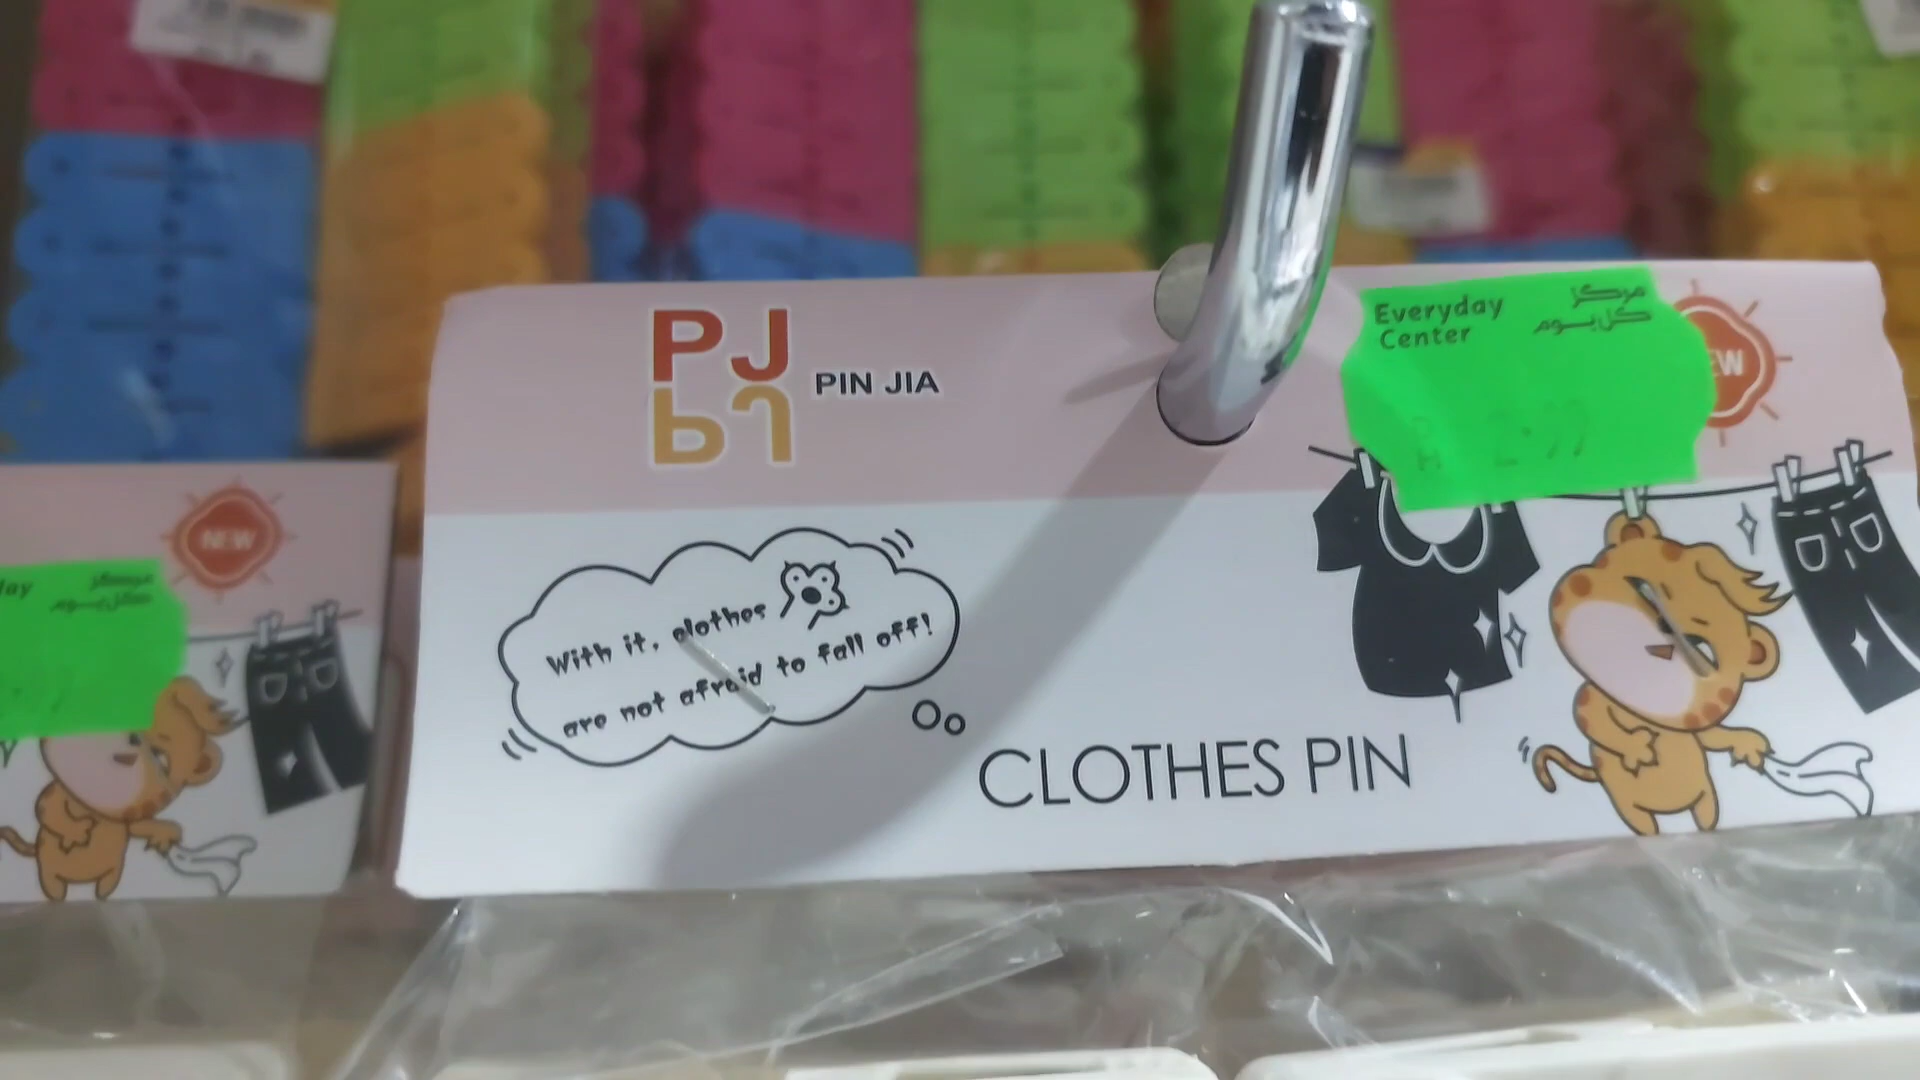 PJ
PIN JIA
Everyday
Center
مركز
كل يوم
With it, clothes
are not afraid to fall off!
CLOTHES PIN
NEW